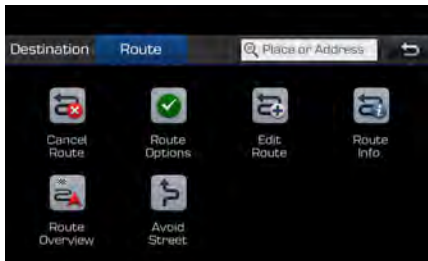 Destination
Route
Place or Address
Cancel
Route
Route
Options
Edit
Route
Route
Info
Route
Overview
Avoid
Street